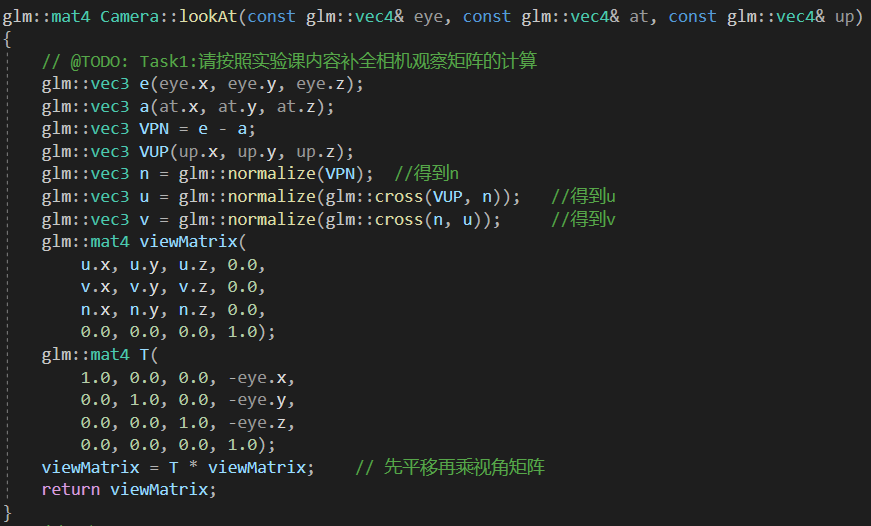 glm::mat4 Camera::lookAt(const glm::vec4& eye, const glm::vec4& at, const glm::vec4& up)
{
// @TODO: Task1:请按照实验课内容补全相机观察矩阵的计算
glm::vec3 e(eye.x, eye.y, eye.z);
glm::vec3 a(at.x, at.y, at.z);
glm::vec3 VPN = e - a;
glm::vec3 VUP(up.x, up.y, up.z);
glm::vec3 n = glm::normalize(VPN);  //得到n
glm::vec3 u = glm::normalize(glm::cross(VUP, n));   //得到u
glm::vec3 v = glm::normalize(glm::cross(n, u));     //得到v
glm::mat4 viewMatrix(
u.x, u.y, u.z, 0.0,
v.x, v.y, v.z, 0.0,
n.x, n.y, n.z, 0.0,
0.0, 0.0, 0.0, 1.0);
glm::mat4 T(
1.0, 0.0, 0.0, -eye.x,
0.0, 1.0, 0.0, -eye.y,
0.0, 0.0, 1.0, -eye.z,
0.0, 0.0, 0.0, 1.0);
viewMatrix = T * viewMatrix;    // 先平移再乘视角矩阵
return viewMatrix;
}